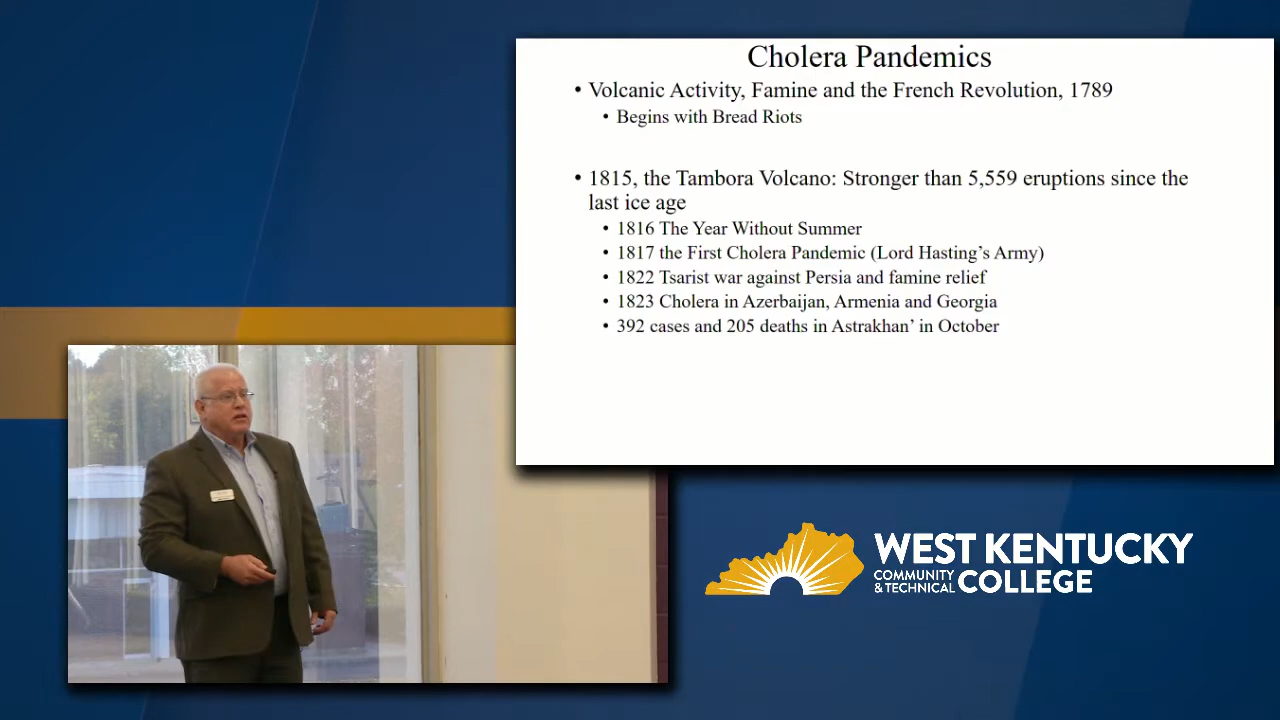 Cholera Pandemics
• Volcanic Activity, Famine and the French Revolution, 1789
• Begins with Bread Riots
• 1815, the Tambora Volcano: Stronger than 5,559 eruptions since the
last ice age
• 1816 The Year Without Summer
• 1817 the First Cholera Pandemic (Lord Hasting's Army)
• 1822 Tsarist war against Persia and famine relief
• 1823 Cholera in Azerbaijan, Armenia and Georgia
• 392 cases and 205 deaths in Astrakhan’ in October
WEST KENTUCKY
COMMUNITY
& TECHNICAL
COLLEGE